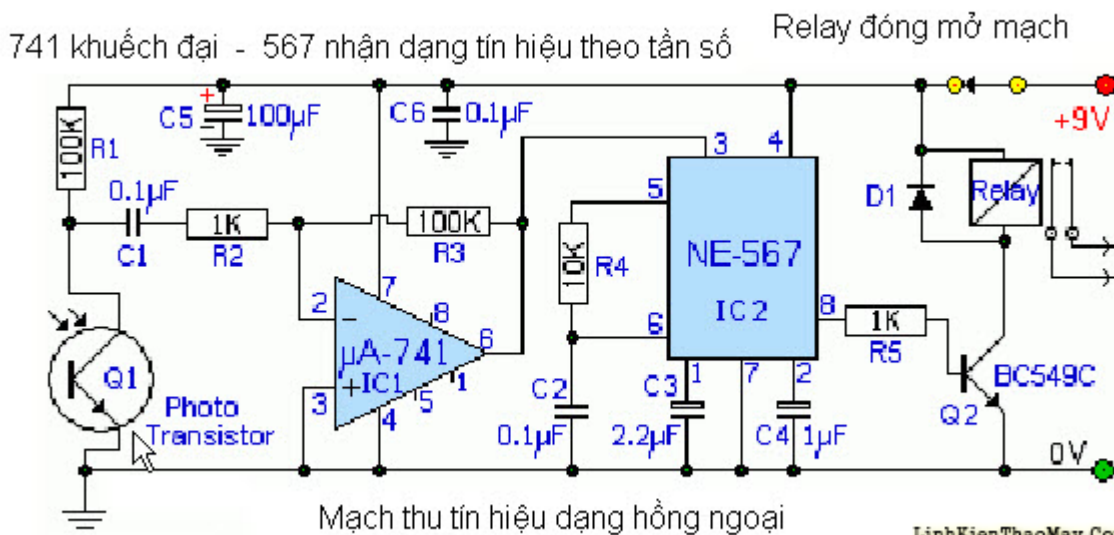 741 khuếch đại - 567 nhận dạng tín hiệu theo tần số
Relay đóng mở mạch
+9V
C5
+
100µF
C6
0.1µF
100K
R1
0.1µF
C1
1K
R2
100K
R3
3
4
5
10K
R4
6
NE-567
IC2
8
1
7
2
D1
Relay
1K
R5
BC549C
Q2
2
7
8
µA-741
IC1
6
1
5
3
4
Q1
Photo
Transistor
C2
0.1µF
C3
2.2µF
C4
1µF
0V
Mạch thu tín hiệu dạng hồng ngoại